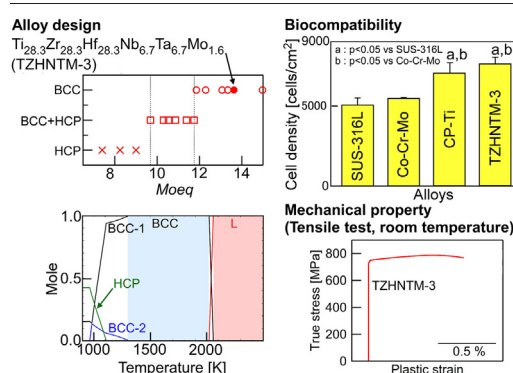 Alloy design
Ti28.3Zr28.3Hf28.3Nb6.7Ta6.7Mo1.6
(TZHNTM-3)
BCC
BCC+HCP
HCP
8 10 12 14
Moeq
Biocompatibility
Cell density [cells/cm2]
9000
5000
0
a : p<0.05 vs SUS-316L
b : p<0.05 vs Co-Cr-Mo
a,b
a,b
SUS-316L
Co-Cr-Mo
CP-Ti
TZHNTM-3
Alloys
Mole
1.0
0.5
0.0
BCC-1
BCC
L
HCP
BCC-2
1000 1500 2000
Temperature [K]
Mechanical property
(Tensile test, room temperature)
True stress [MPa]
800
600
400
200
0
TZHNTM-3
0.5 %
Plastic strain